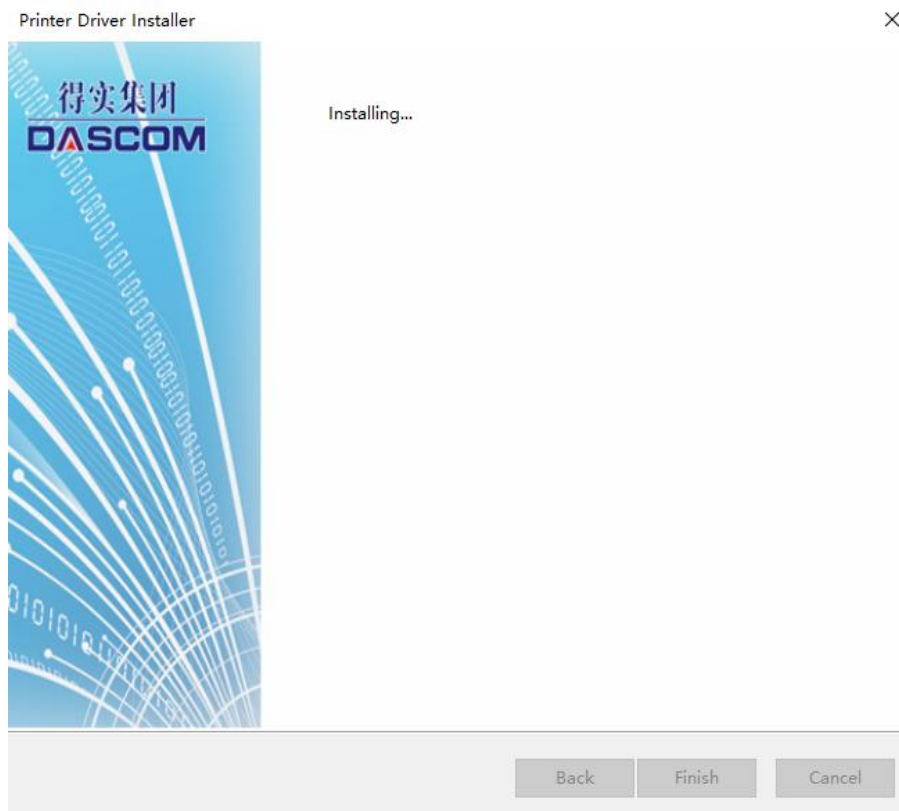 Printer Driver Installer
得实集团
DASCOM
Installing...
Back
Finish
Cancel